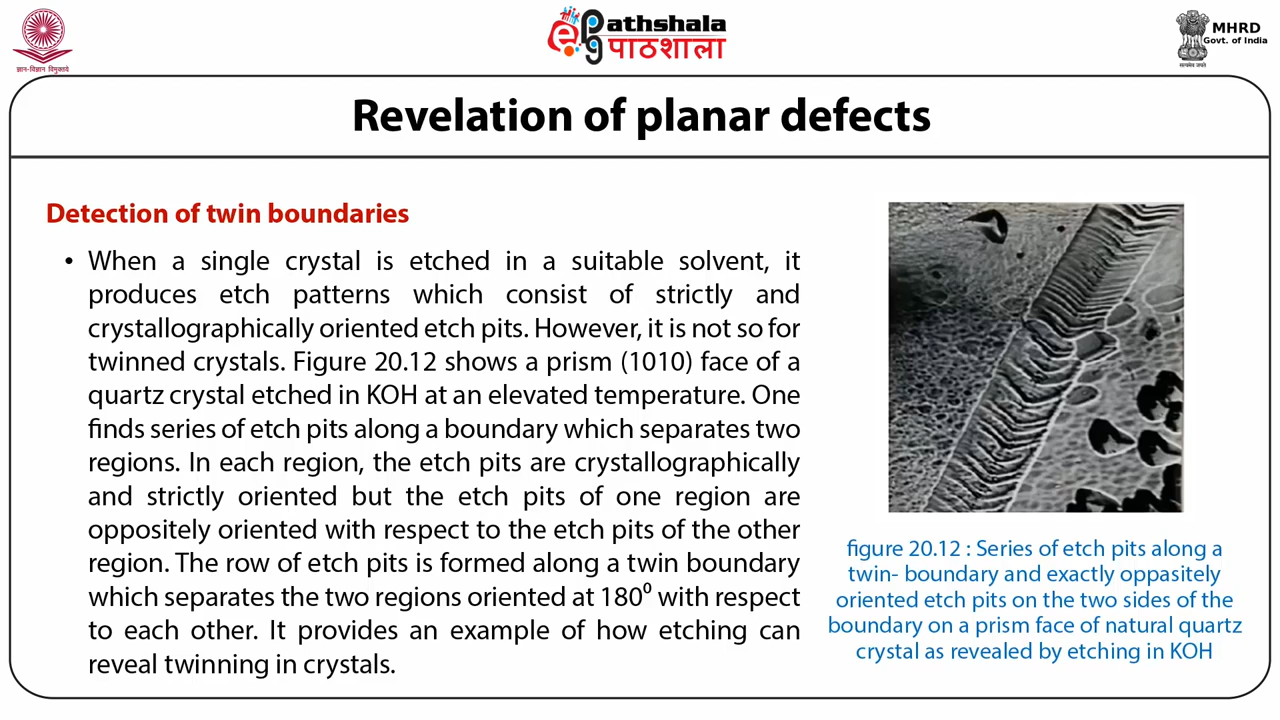 ज्ञान-विज्ञान विमुक्तये
epgathshala
पाठशाला
MHRD
Govt. of India
सत्यमेव जयते
Revelation of planar defects
Detection of twin boundaries
• When a single crystal is etched in a suitable solvent, it
produces etch patterns which consist of strictly and
crystallographically oriented etch pits. However, it is not so for
twinned crystals. Figure 20.12 shows a prism (1010) face of a
quartz crystal etched in KOH at an elevated temperature. One
finds series of etch pits along a boundary which separates two
regions. In each region, the etch pits are crystallographically
and strictly oriented but the etch pits of one region are
oppositely oriented with respect to the etch pits of the other
region. The row of etch pits is formed along a twin boundary
which separates the two regions oriented at 180⁰ with respect
to each other. It provides an example of how etching can
reveal twinning in crystals.
figure 20.12 : Series of etch pits along a
twin- boundary and exactly oppasitely
oriented etch pits on the two sides of the
boundary on a prism face of natural quartz
crystal as revealed by etching in KOH